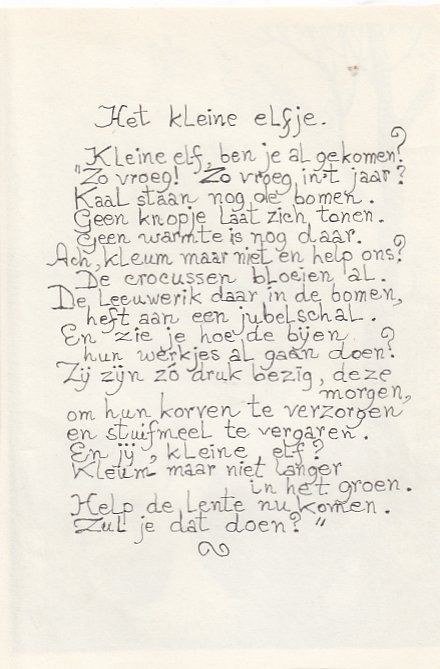 Het kleine elfje.
Kleine elf, ben je al gekomen?
"Zo vroeg! Zo vroeg in't jaar?
Kaal staan nog de bomen.
Geen knopje laat zich tonen.
Geen warmte is nog daar.
Ach, kleum maar niet en help ons?
De crocussen bloeien al.
De Leeuwerik daar in de bomen,
heft aan een jubelschal.
En zie je hoe de bijen
hun werkjes al gaan doen?
Zij zijn zó druk bezig, deze
morgen,
om hun korven te verzorgen
en stuifmeel te vergaren.
En jij, kleine elf?
Kleum maar niet langer
in het groen.
Help de Lente nu komen.
Zul je dat doen?"